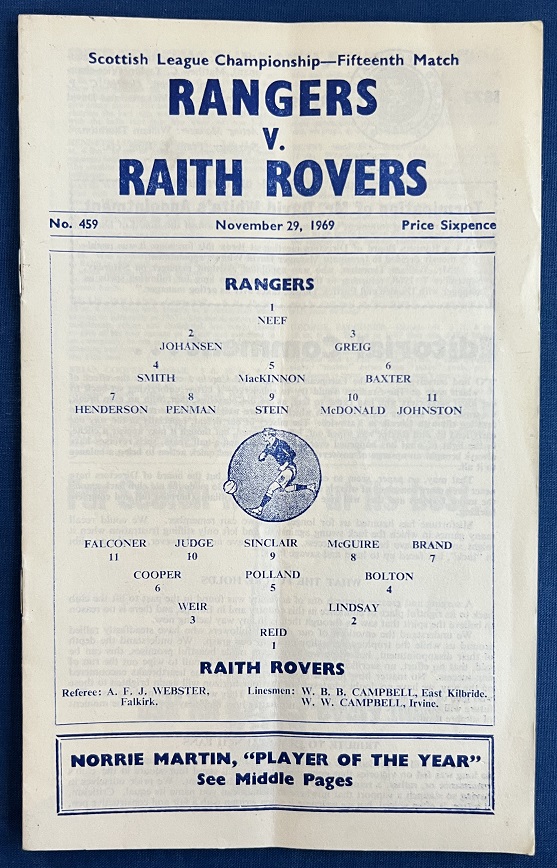 Scottish League Championship—Fifteenth Match
RANGERS
V.
RAITH ROVERS
No. 459 November 29, 1969 Price Sixpence
RANGERS
1
NEEF
2 3
JOHANSEN GREIG
4 5 6
SMITH MacKINNON BAXTER
7 8 9 10 11
HENDERSON PENMAN STEIN McDONALD JOHNSTON
FALCONER JUDGE SINCLAIR McGUIRE BRAND
11 10 9 8 7
COOPER POLLAND BOLTON
6 5 4
WEIR LINDSAY
3 2
REID
1
RAITH ROVERS
Referee: A. F. J. WEBSTER, Linesmen: W. B. B. CAMPBELL, East Kilbride.
Falkirk. W. W. CAMPBELL, Irvine.
NORRIE MARTIN, “PLAYER OF THE YEAR”
See Middle Pages